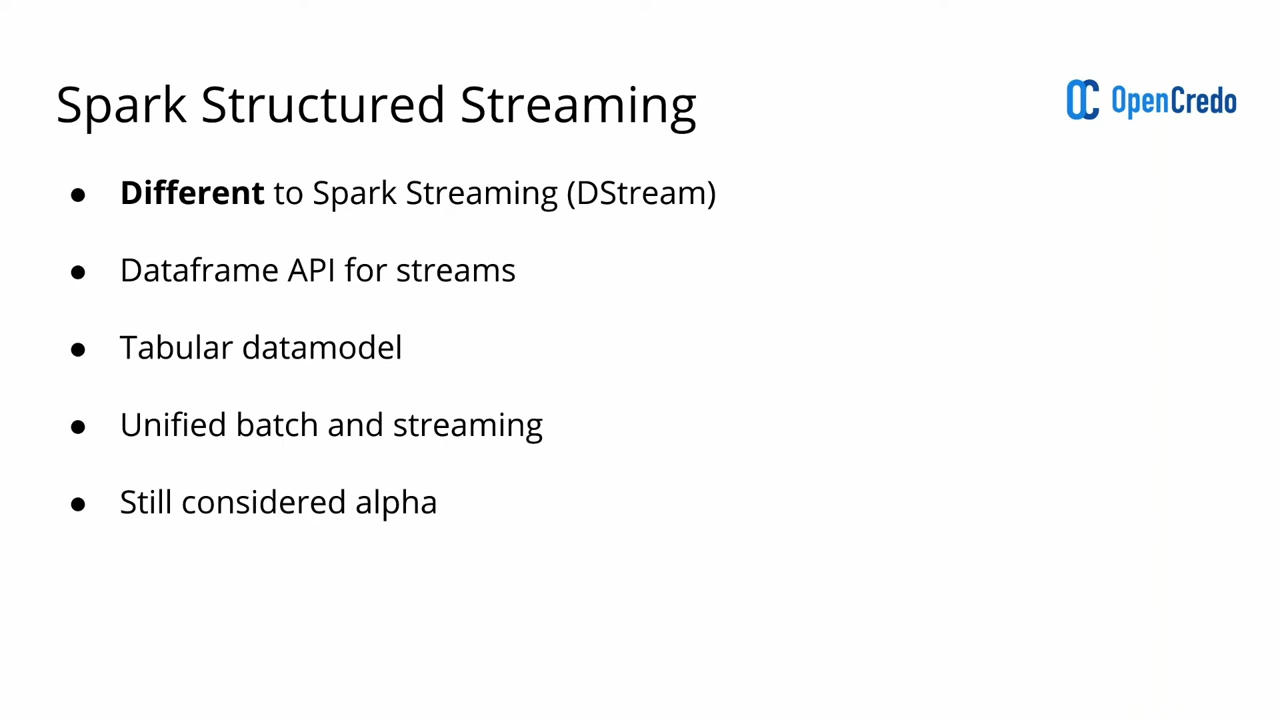 Spark Structured Streaming
OpenCredo
● Different to Spark Streaming (DStream)
● Dataframe API for streams
● Tabular datamodel
● Unified batch and streaming
● Still considered alpha